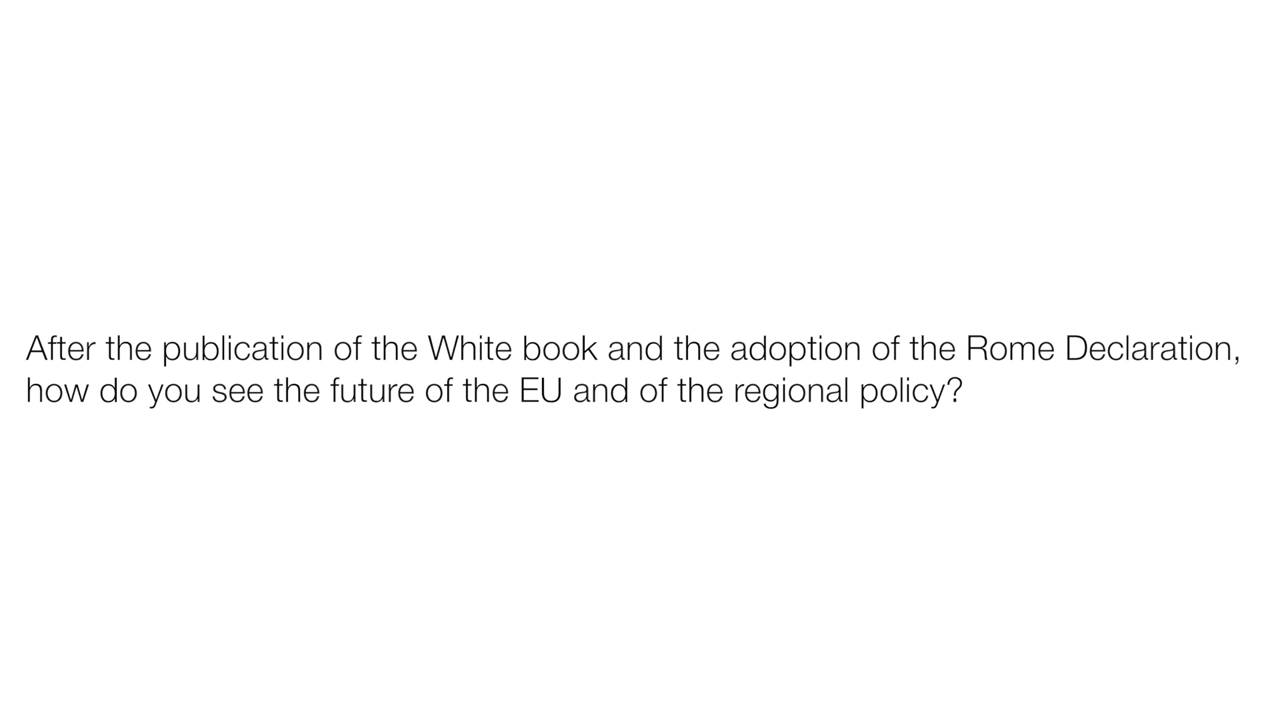 After the publication of the White book and the adoption of the Rome Declaration,
how do you see the future of the EU and of the regional policy?